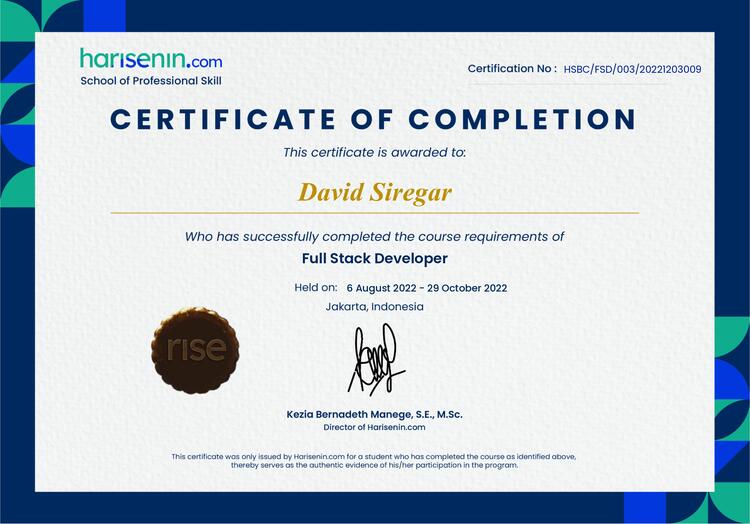 harisenin.com
School of Professional Skill
Certification No : HSBC/FSD/003/20221203009
CERTIFICATE OF COMPLETION
This certificate is awarded to:
David Siregar
Who has successfully completed the course requirements of
Full Stack Developer
Held on: 6 August 2022 - 29 October 2022
Jakarta, Indonesia
rise
Kezia Bernadeth Manege, S.E., M.Sc.
Director of Harisenin.com
This certificate was only issued by Harisenin.com for a student who has completed the course as identified above,
thereby serves as the authentic evidence of his/her participation in the program.